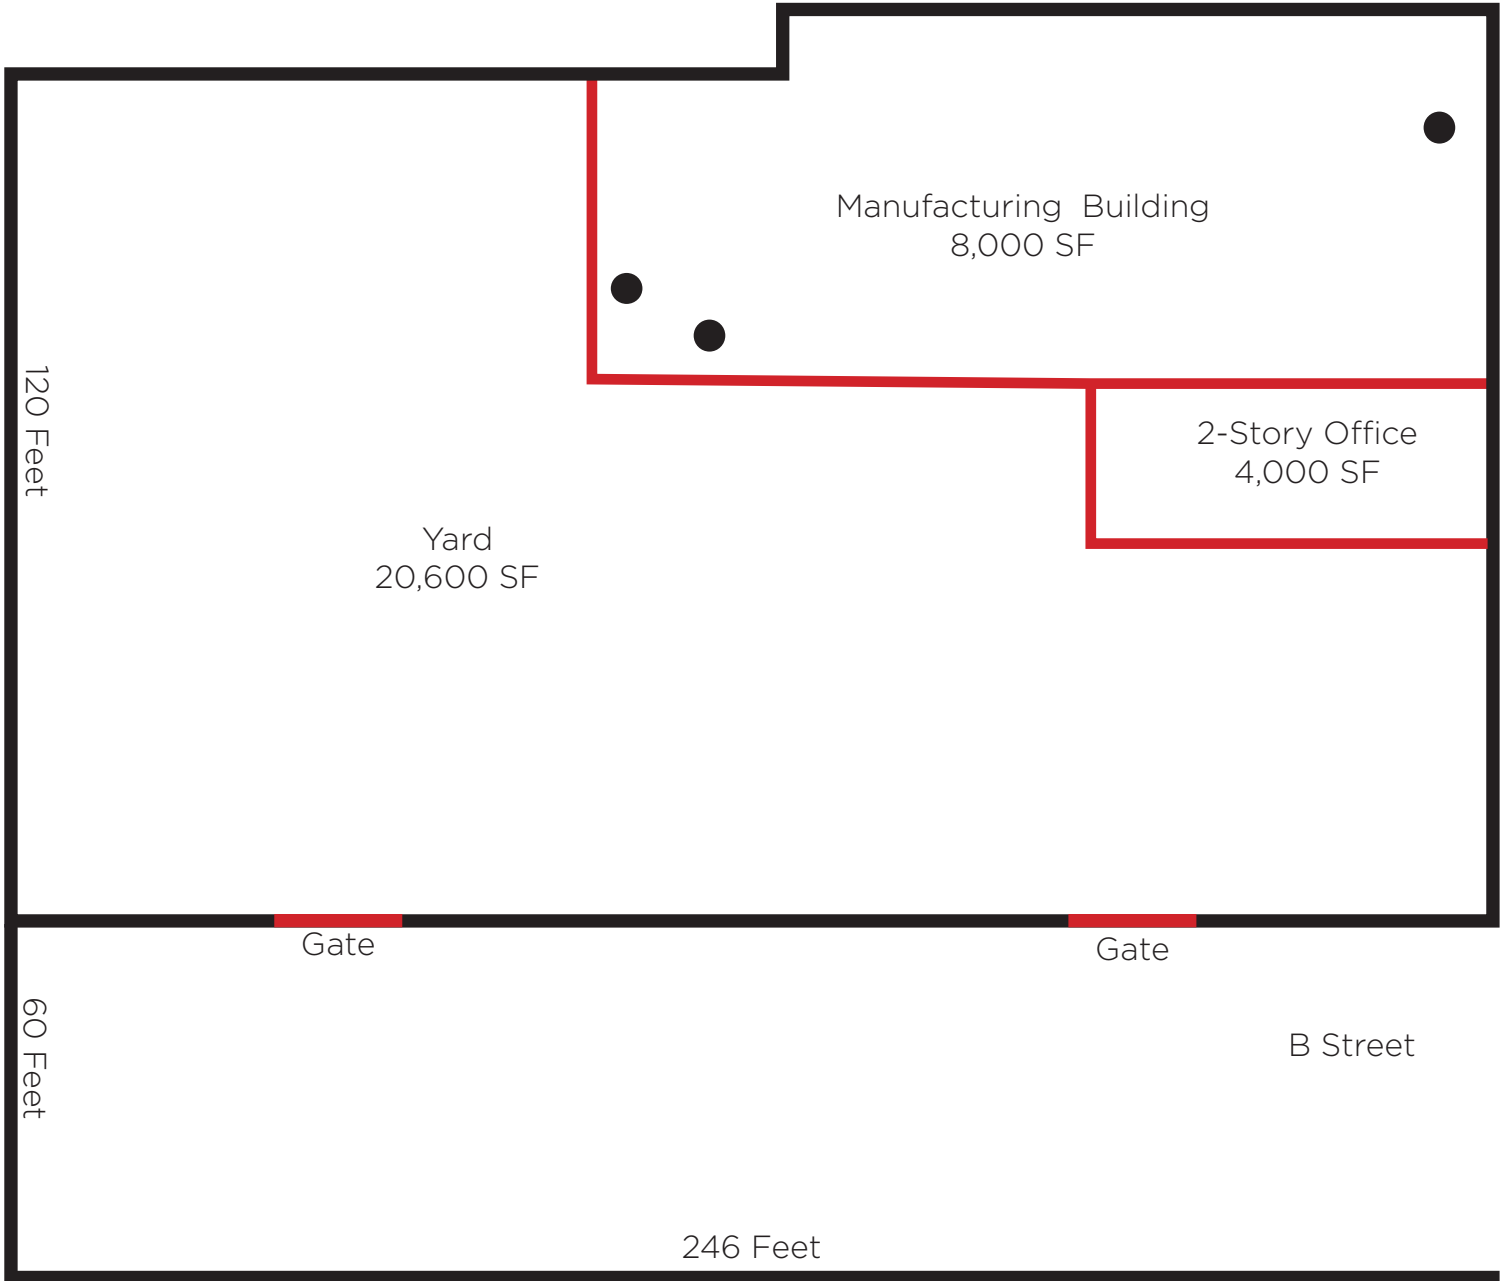 Manufacturing  Building
8,000 SF
2-Story Office
4,000 SF
120 Feet
Yard
20,600 SF
Gate
Gate
60 Feet
B Street
246 Feet